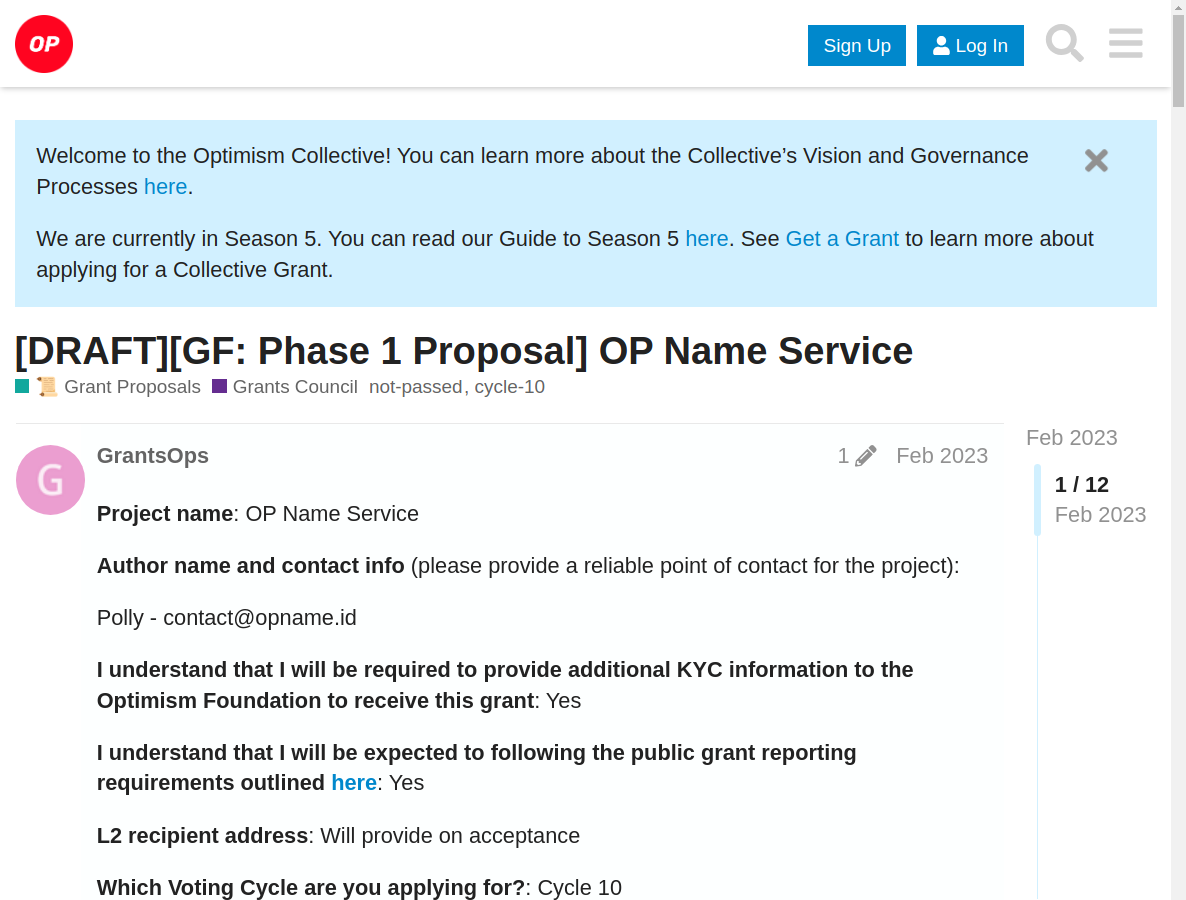 OP
Sign Up
Log In
Welcome to the Optimism Collective! You can learn more about the Collective’s Vision and Governance
Processes here.
We are currently in Season 5. You can read our Guide to Season 5 here. See Get a Grant to learn more about
applying for a Collective Grant.
[DRAFT][GF: Phase 1 Proposal] OP Name Service
📜 Grant Proposals Grants Council not-passed, cycle-10
G
GrantsOps
1
Feb 2023
Feb 2023
1 / 12
Feb 2023
Project name: OP Name Service
Author name and contact info (please provide a reliable point of contact for the project):
Polly - contact@opname.id
I understand that I will be required to provide additional KYC information to the
Optimism Foundation to receive this grant: Yes
I understand that I will be expected to following the public grant reporting
requirements outlined here: Yes
L2 recipient address: Will provide on acceptance
Which Voting Cycle are you applying for?: Cycle 10